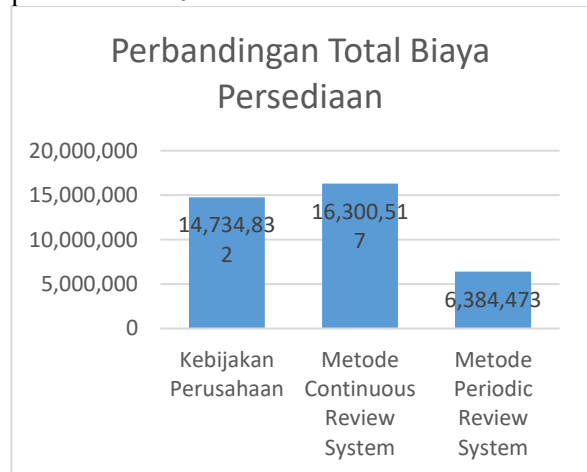 Perbandingan Total Biaya
Persediaan
20,000,000
15,000,000
10,000,000
5,000,000
0
14,734,83
2
16,300,51
7
6,384,473
Kebijakan
Perusahaan
Metode
Continuous
Review
System
Metode
Periodic
Review
System